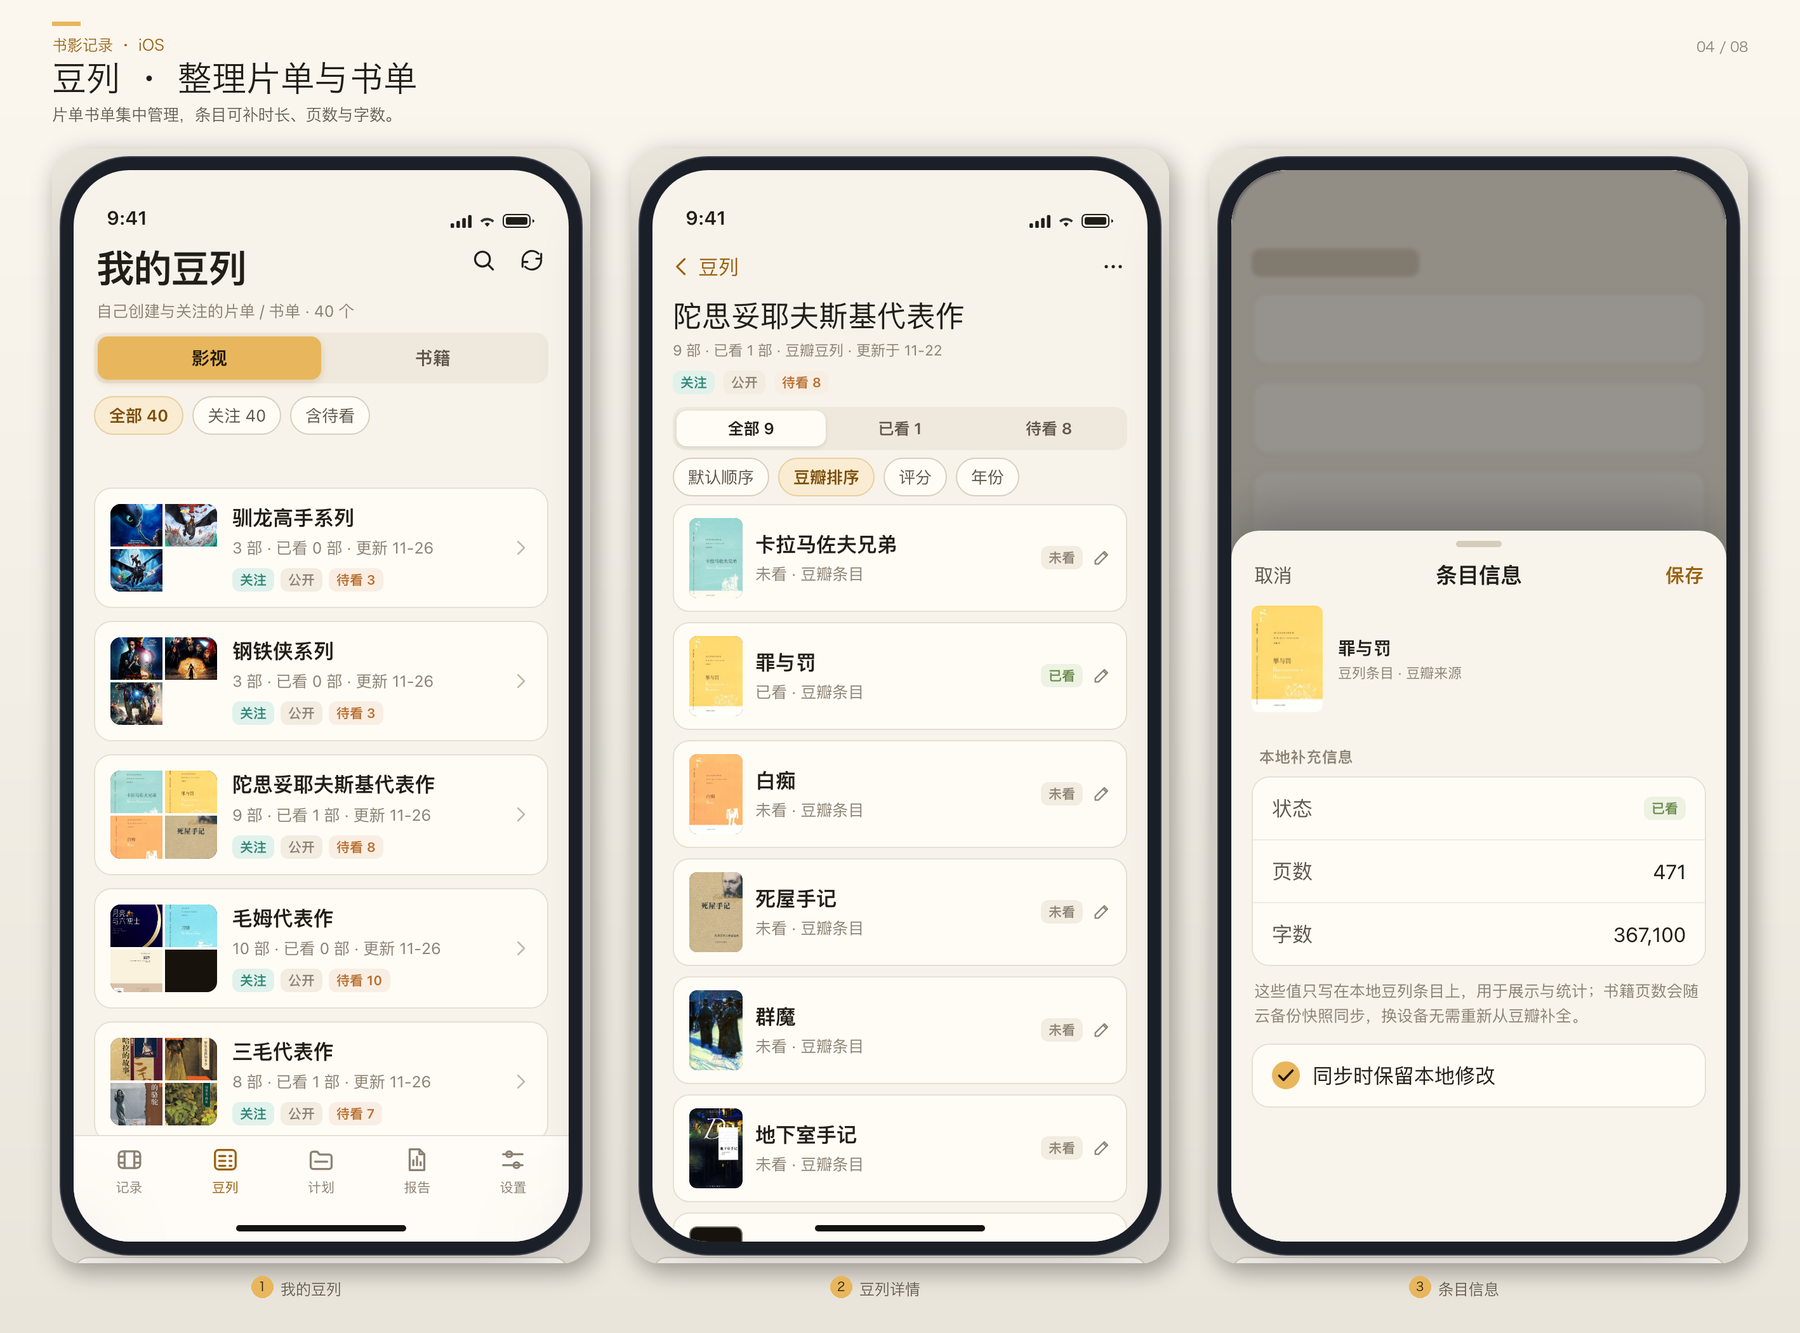 书影记录 · iOS
04 / 08
豆列 · 整理片单与书单
片单书单集中管理，条目可补时长、页数与字数。
9:41
我的豆列
自己创建与关注的片单 / 书单 · 40 个
影视
书籍
全部 40
关注 40
含待看
驯龙高手系列
3 部 · 已看 0 部 · 更新 11-26
关注
公开
待看 3
钢铁侠系列
3 部 · 已看 0 部 · 更新 11-26
关注
公开
待看 3
陀思妥耶夫斯基代表作
9 部 · 已看 1 部 · 更新 11-26
关注
公开
待看 8
毛姆代表作
10 部 · 已看 0 部 · 更新 11-26
关注
公开
待看 10
三毛代表作
8 部 · 已看 1 部 · 更新 11-26
关注
公开
待看 7
记录
豆列
计划
报告
设置
1 我的豆列
9:41
豆列
陀思妥耶夫斯基代表作
9 部 · 已看 1 部 · 豆瓣豆列 · 更新于 11-22
关注
公开
待看 8
全部 9
已看 1
待看 8
默认顺序
豆瓣排序
评分
年份
卡拉马佐夫兄弟
未看 · 豆瓣条目
未看
罪与罚
已看 · 豆瓣条目
已看
白痴
未看 · 豆瓣条目
未看
死屋手记
死屋手记
未看 · 豆瓣条目
未看
群魔
未看 · 豆瓣条目
未看
地下室手记
未看 · 豆瓣条目
未看
2 豆列详情
取消
条目信息
保存
罪与罚
罪与罚
豆列条目 · 豆瓣来源
本地补充信息
状态
已看
页数
471
字数
367,100
这些值只写在本地豆列条目上，用于展示与统计；书籍页数会随
云备份快照同步，换设备无需重新从豆瓣补全。
同步时保留本地修改
3 条目信息